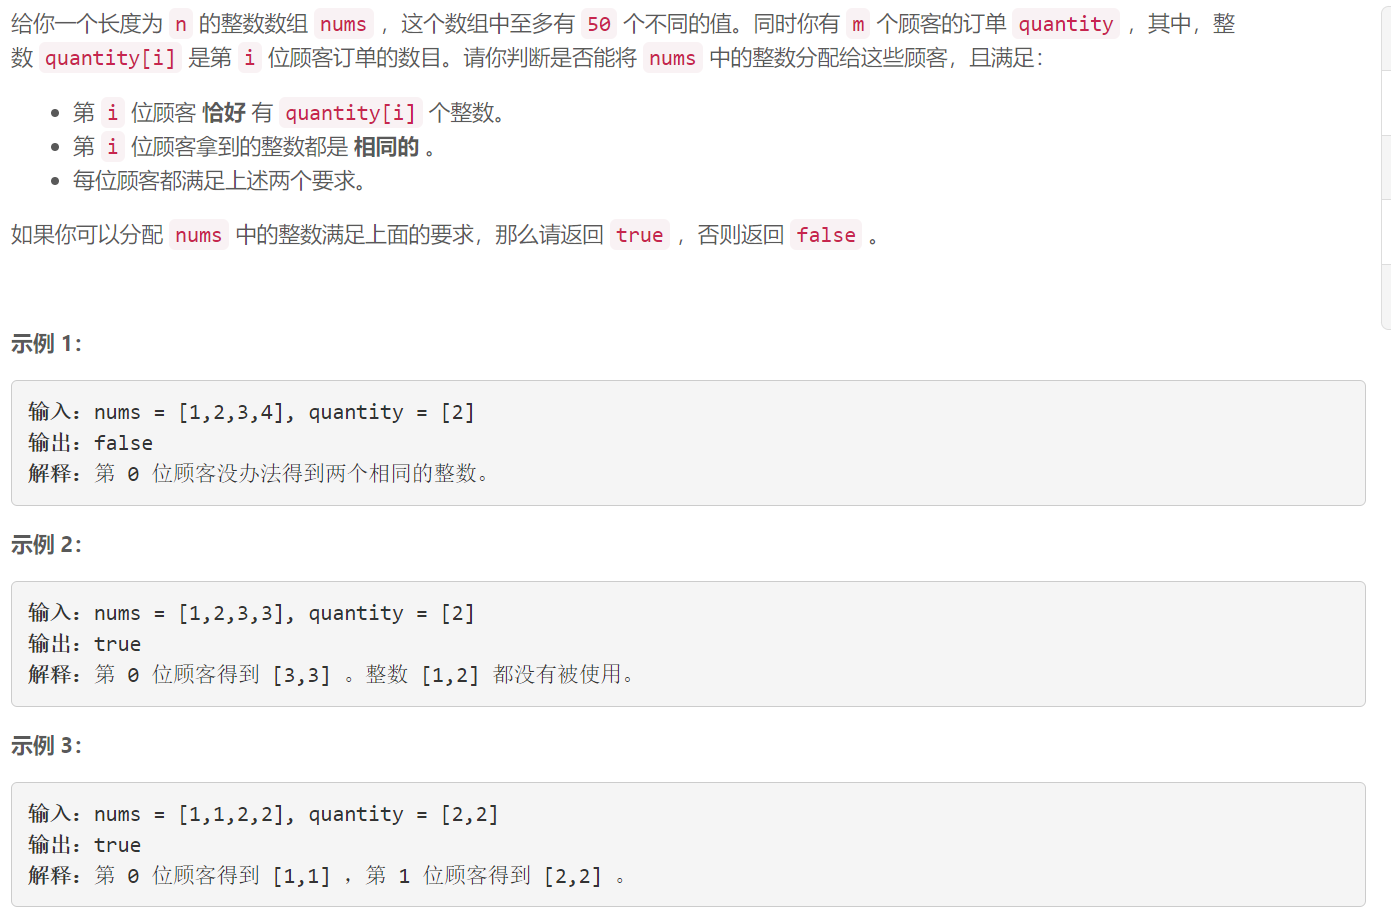 给你一个长度为 n 的整数数组 nums ，这个数组中至多有 50 个不同的值。同时你有 m 个顾客的订单 quantity ，其中，整
数 quantity[i] 是第 i 位顾客订单的数目。请你判断是否能将 nums 中的整数分配给这些顾客，且满足：
• 第 i 位顾客 恰好 有 quantity[i] 个整数。
• 第 i 位顾客拿到的整数都是 相同的 。
• 每位顾客都满足上述两个要求。
如果你可以分配 nums 中的整数满足上面的要求，那么请返回 true ，否则返回 false 。
示例 1：
输入：nums = [1,2,3,4], quantity = [2]
输出：false
解释：第 0 位顾客没办法得到两个相同的整数。
示例 2：
输入：nums = [1,2,3,3], quantity = [2]
输出：true
解释：第 0 位顾客得到 [3,3] 。整数 [1,2] 都没有被使用。
示例 3：
输入：nums = [1,1,2,2], quantity = [2,2]
输出：true
解释：第 0 位顾客得到 [1,1] ，第 1 位顾客得到 [2,2] 。